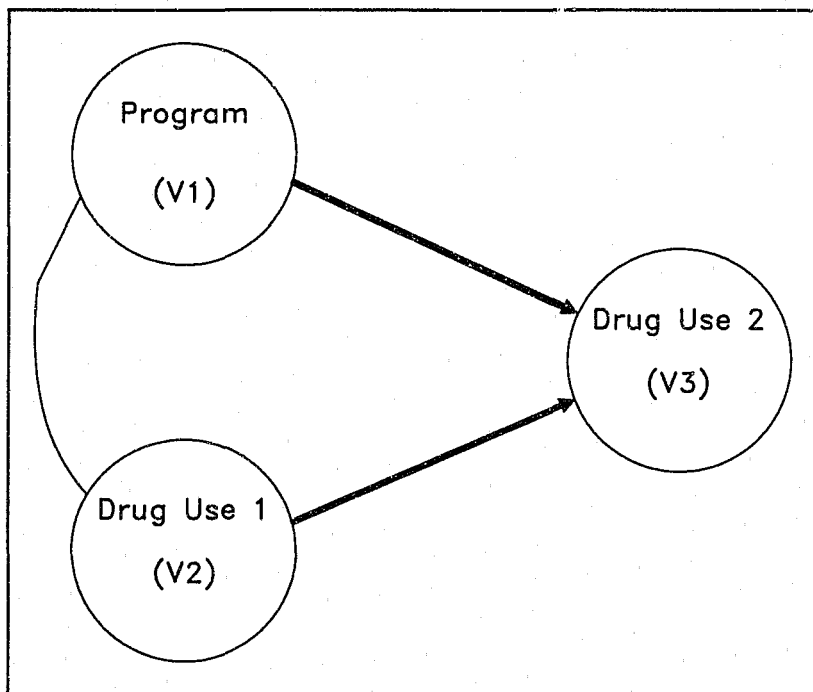 Program
(V1)
Drug Use 2
(V3)
Drug Use 1
(V2)